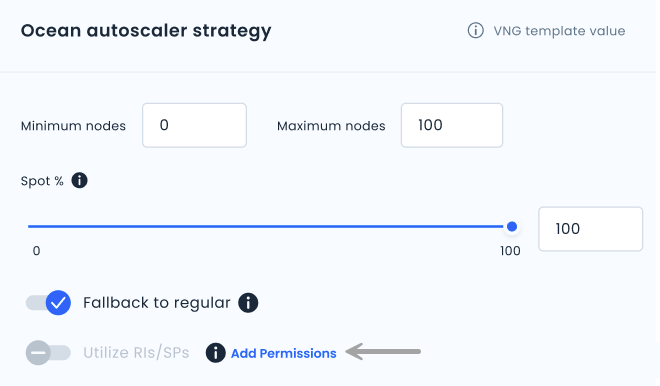 Ocean autoscaler strategy
VNG template value
Minimum nodes 0 Maximum nodes 100
Spot %
100
0 100
Fallback to regular
Utilize RIs/SPs Add Permissions